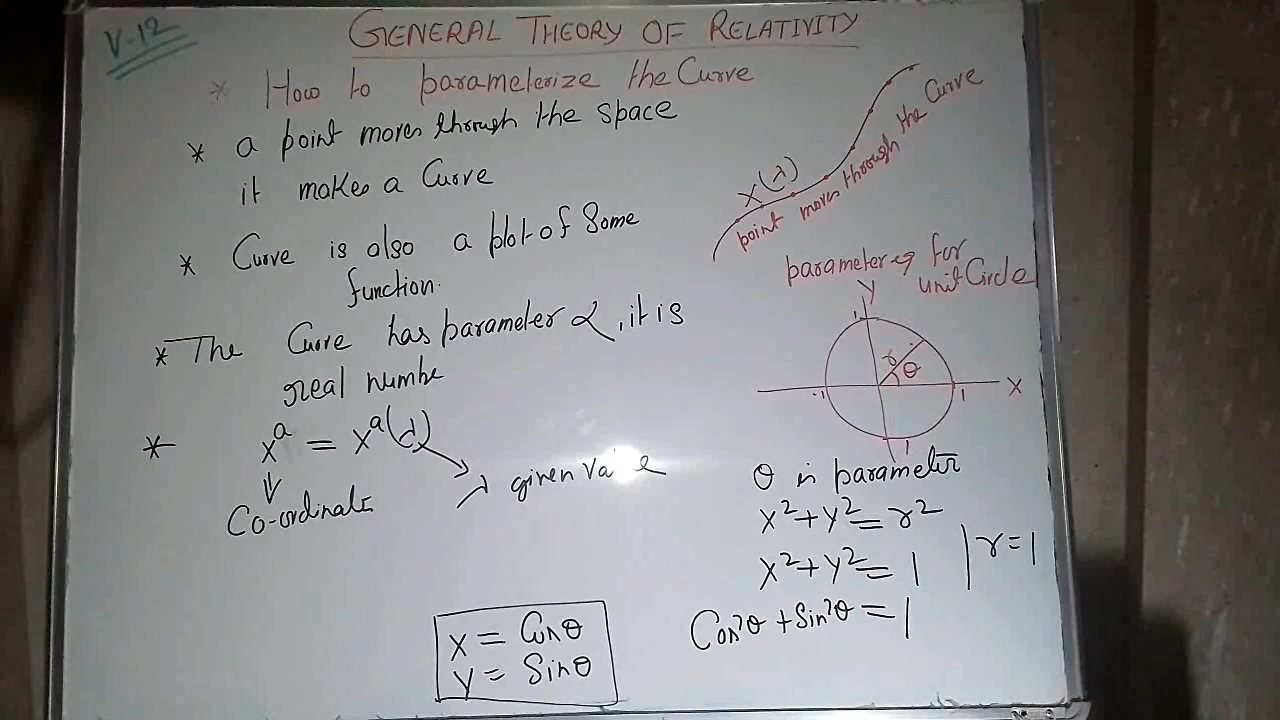 V-12
GENERAL THEORY OF RELATIVITY
* How to parameterize the Curve
* a point moves through the space
it makes a Curve
* Curve is also a plot of Some
function.
* The Curve has parameter λ, it is
real numbe
* x^a = x^a(λ)
Co-ordinate
λ given Value
x = Cosθ
y = Sinθ
X(λ)
point moves through the Curve
parameter eq for
unit Circle
Y
1
r
θ
-1
1
X
1
θ is parameter
x²+y²=r²
x²+y²=1 | r=1
Cos²θ+Sin²θ=1